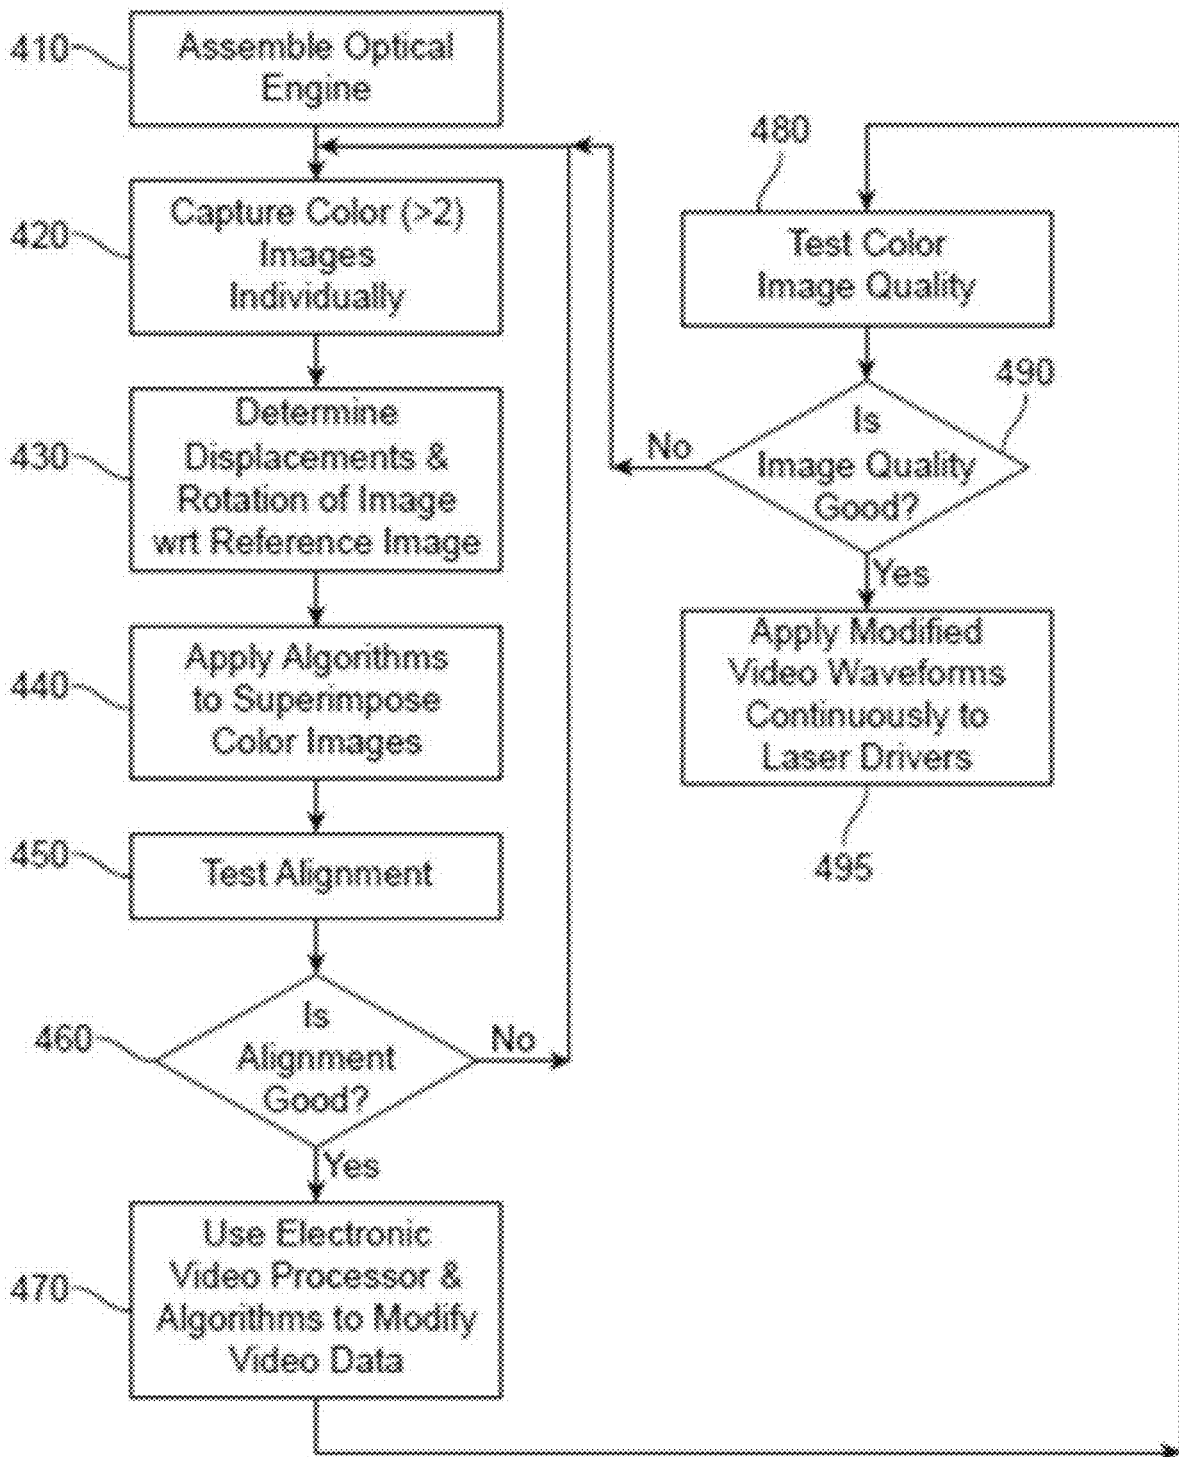 410
Assemble Optical
Engine
420
Capture Color (>2)
Images
Individually
430
Determine
Displacements &
Rotation of Image
wrt Reference Image
440
Apply Algorithms
to Superimpose
Color Images
450
Test Alignment
460
Is
Alignment
Good?
No
Yes
470
Use Electronic
Video Processor &
Algorithms to Modify
Video Data
480
Test Color
Image Quality
490
Is
Image Quality
Good?
No
Yes
Apply Modified
Video Waveforms
Continuously to
Laser Drivers
495